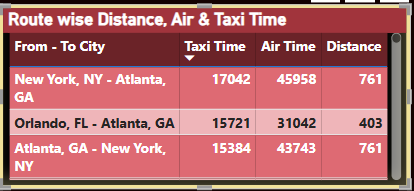 Route wise Distance, Air & Taxi Time
From - To City Taxi Time Air Time Distance
New York, NY - Atlanta, 17042 45958 761
GA
Orlando, FL - Atlanta, GA 15721 31042 403
Atlanta, GA - New York, 15384 43743 761
NY